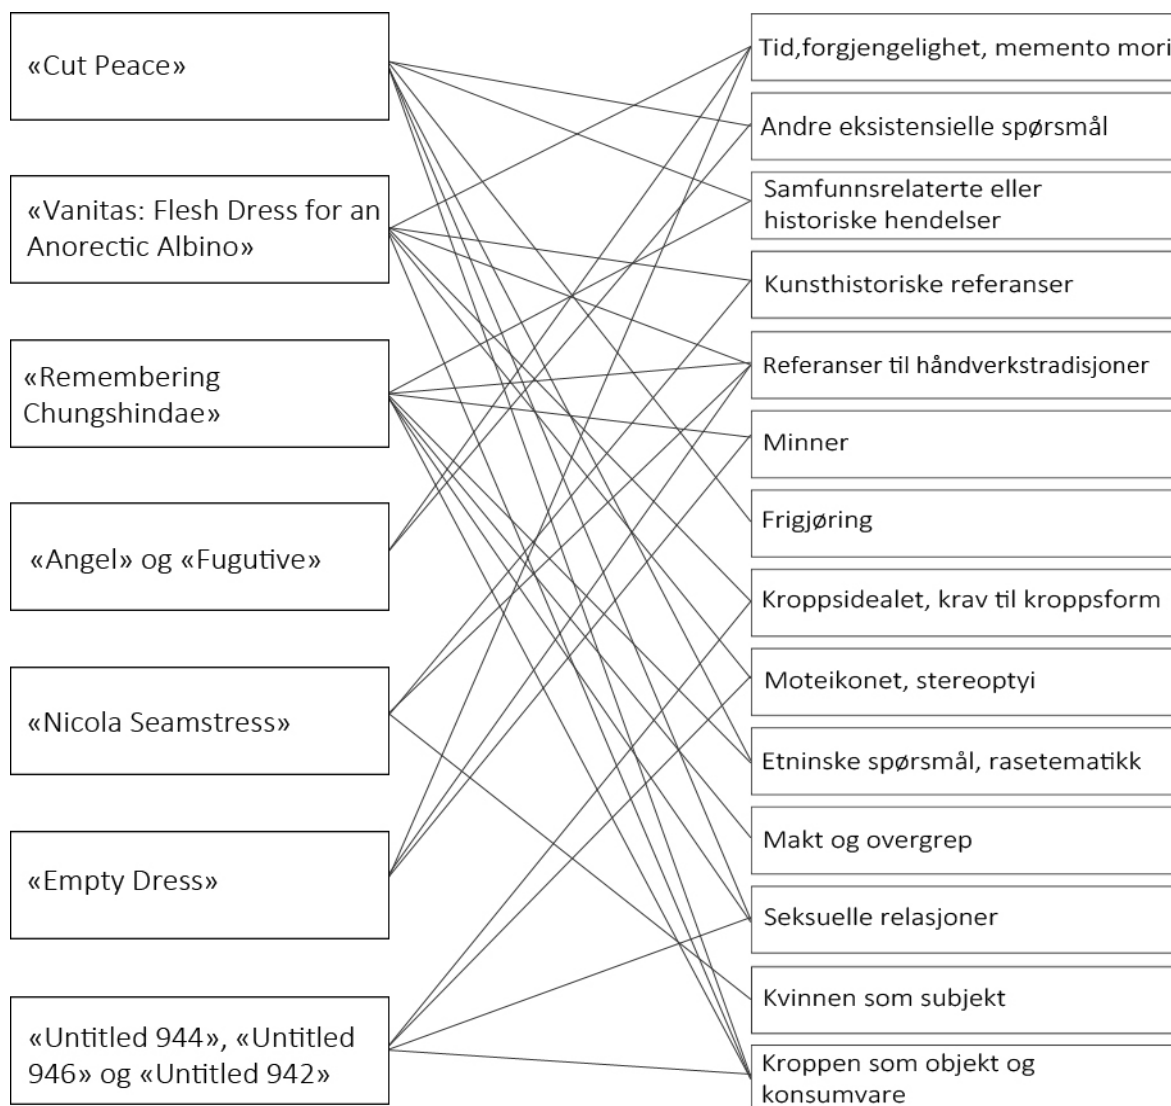 «Cut Peace»
«Vanitas: Flesh Dress for an
Anorectic Albino»
«Remembering
Chungshindae»
«Angel» og «Fugutive»
«Nicola Seamstress»
«Empty Dress»
«Untitled 944», «Untitled
946» og «Untitled 942»
Tid,forgjengelighet, memento mori
Andre eksistensielle spørsmål
Samfunnsrelaterte eller
historiske hendelser
Kunsthistoriske referanser
Referanser til håndverkstradisjoner
Minner
Frigjøring
Kroppsidealet, krav til kroppsform
Moteikonet, stereoptyi
Etninske spørsmål, rasetematikk
Makt og overgrep
Seksuelle relasjoner
Kvinnen som subjekt
Kroppen som objekt og
konsumvare